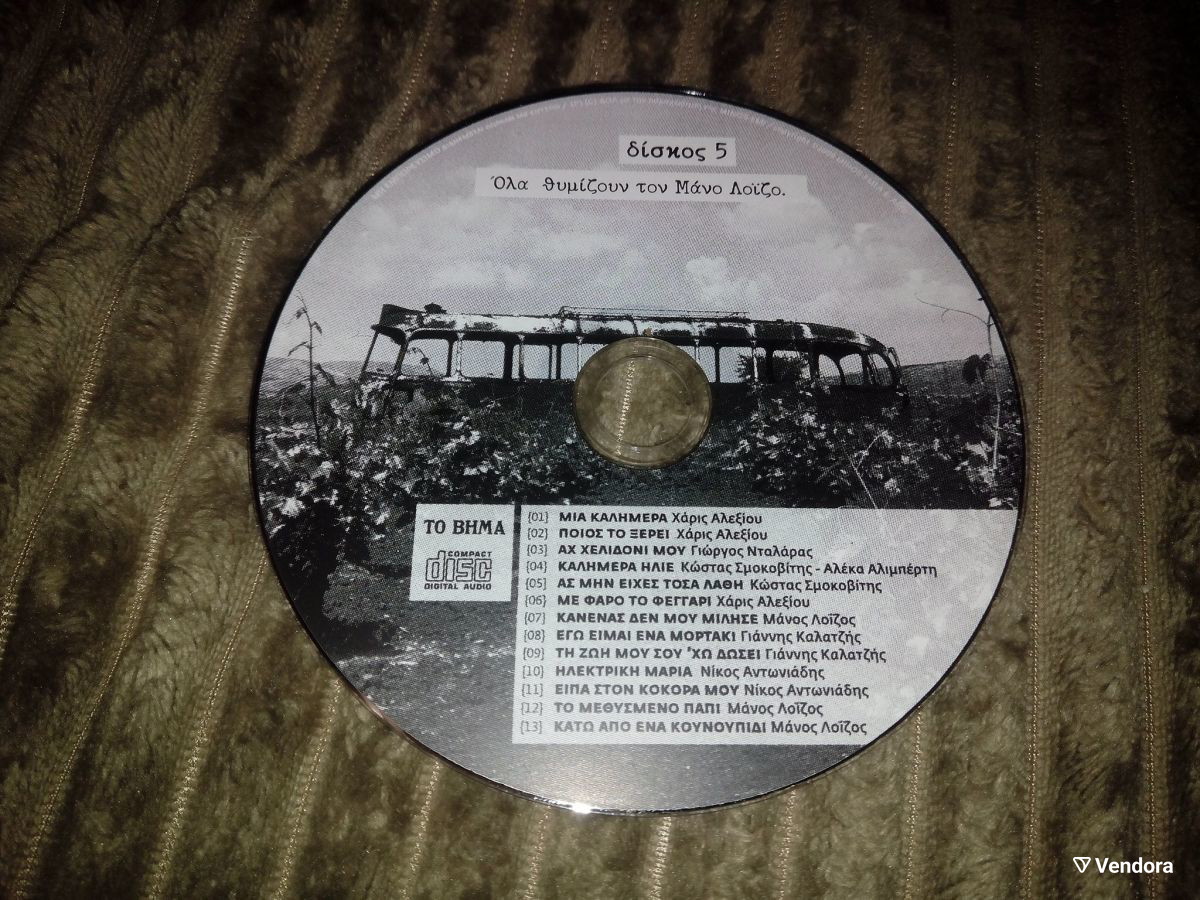 δίσκος 5
Όλα θυμίζουν τον Μάνο Λοΐζο.
ΤΟ ΒΗΜΑ
COMPACT
disc
DIGITAL AUDIO
{01} ΜΙΑ ΚΑΛΗΜΕΡΑ Χάρις Αλεξίου
{02} ΠΟΙΟΣ ΤΟ ΞΕΡΕΙ Χάρις Αλεξίου
{03} ΑΧ ΧΕΛΙΔΟΝΙ ΜΟΥ Γιώργος Νταλάρας
{04} ΚΑΛΗΜΕΡΑ ΗΛΙΕ Κώστας Σμοκοβίτης - Αλέκα Αλιμπέρτη
{05} ΑΣ ΜΗΝ ΕΙΧΕΣ ΤΟΣΑ ΛΑΘΗ Κώστας Σμοκοβίτης
{06} ΜΕ ΦΑΡΟ ΤΟ ΦΕΓΓΑΡΙ Χάρις Αλεξίου
{07} ΚΑΝΕΝΑΣ ΔΕΝ ΜΟΥ ΜΙΛΗΣΕ Μάνος Λοΐζος
{08} ΕΓΩ ΕΙΜΑΙ ΕΝΑ ΜΟΡΤΑΚΙ Γιάννης Καλατζής
{09} ΤΗ ΖΩΗ ΜΟΥ ΣΟΥ 'ΧΩ ΔΩΣΕΙ Γιάννης Καλατζής
{10} ΗΛΕΚΤΡΙΚΗ ΜΑΡΙΑ Νίκος Αντωνιάδης
{11} ΕΙΠΑ ΣΤΟΝ ΚΟΚΟΡΑ ΜΟΥ Νίκος Αντωνιάδης
{12} ΤΟ ΜΕΘΥΣΜΕΝΟ ΠΑΠΙ Μάνος Λοΐζος
{13} ΚΑΤΩ ΑΠΟ ΕΝΑ ΚΟΥΝΟΥΠΙΔΙ Μάνος Λοΐζος
Vendora